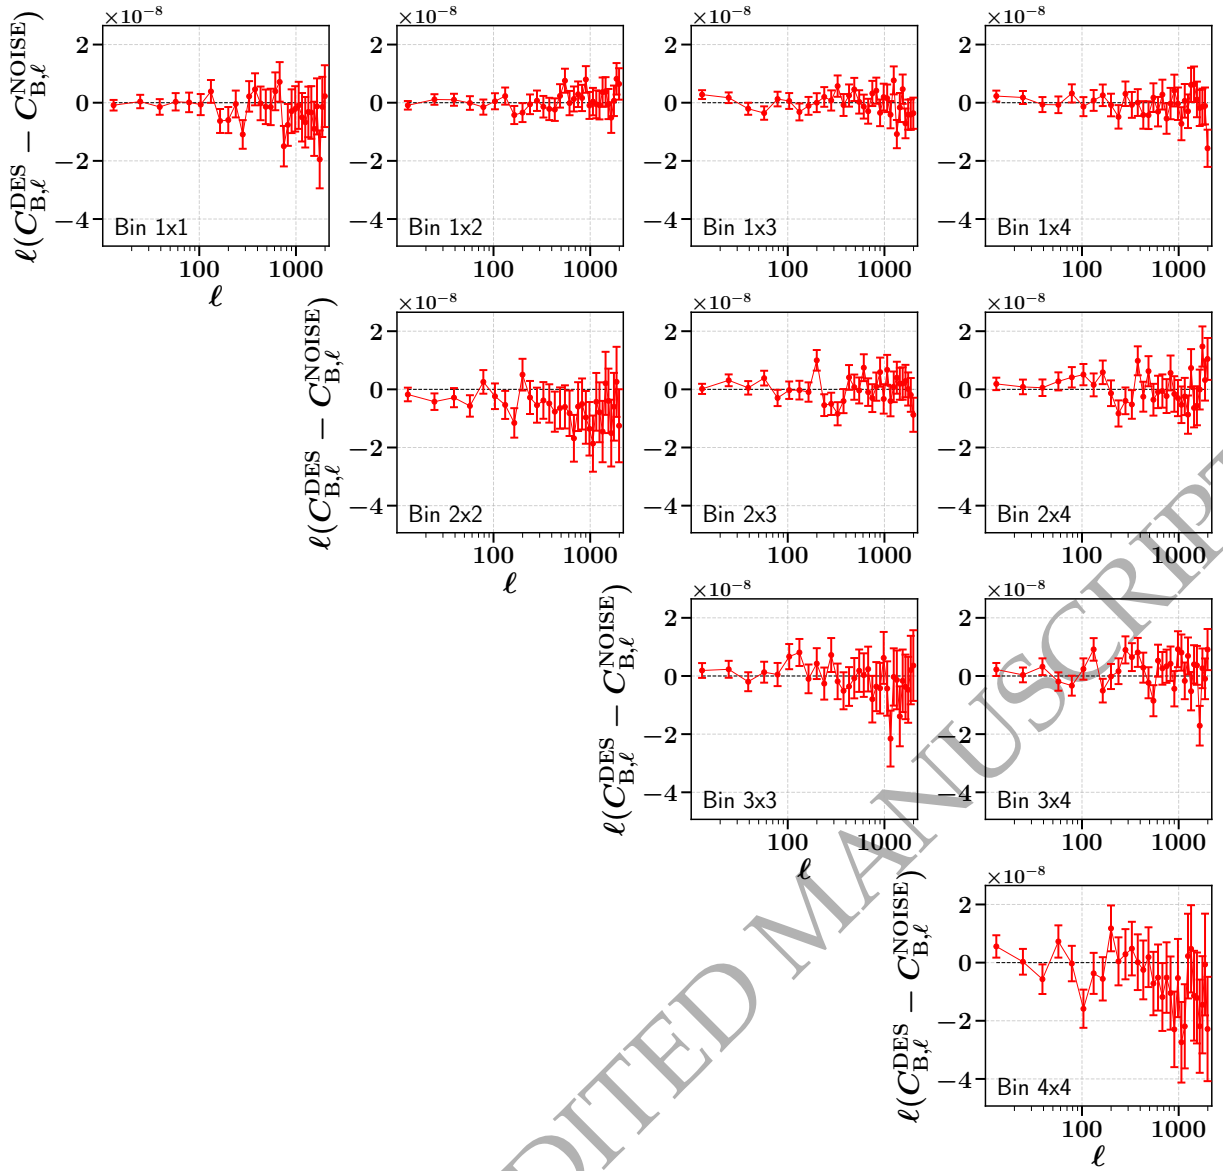 ×10−8 ×10−8 ×10−8 ×10−8
ℓ(C^DES_B,ℓ − C^NOISE_B,ℓ)
2 2 2 2
0 0 0 0
−2 −2 −2 −2
−4 −4 −4 −4
Bin 1x1 Bin 1x2 Bin 1x3 Bin 1x4
100 1000 100 1000 100 1000 100 1000
ℓ
×10−8 ×10−8 ×10−8
ℓ(C^DES_B,ℓ − C^NOISE_B,ℓ)
2 2 2
0 0 0
−2 −2 −2
−4 −4 −4
Bin 2x2 Bin 2x3 Bin 2x4
100 1000 100 1000 100 1000
ℓ
×10−8 ×10−8
ℓ(C^DES_B,ℓ − C^NOISE_B,ℓ)
2 2
0 0
−2 −2
−4 −4
Bin 3x3 Bin 3x4
100 1000 100 1000
ℓ
×10−8
ℓ(C^DES_B,ℓ − C^NOISE_B,ℓ)
2
0
−2
−4
Bin 4x4
100 1000
ℓ
DITED MANUSCRIPT